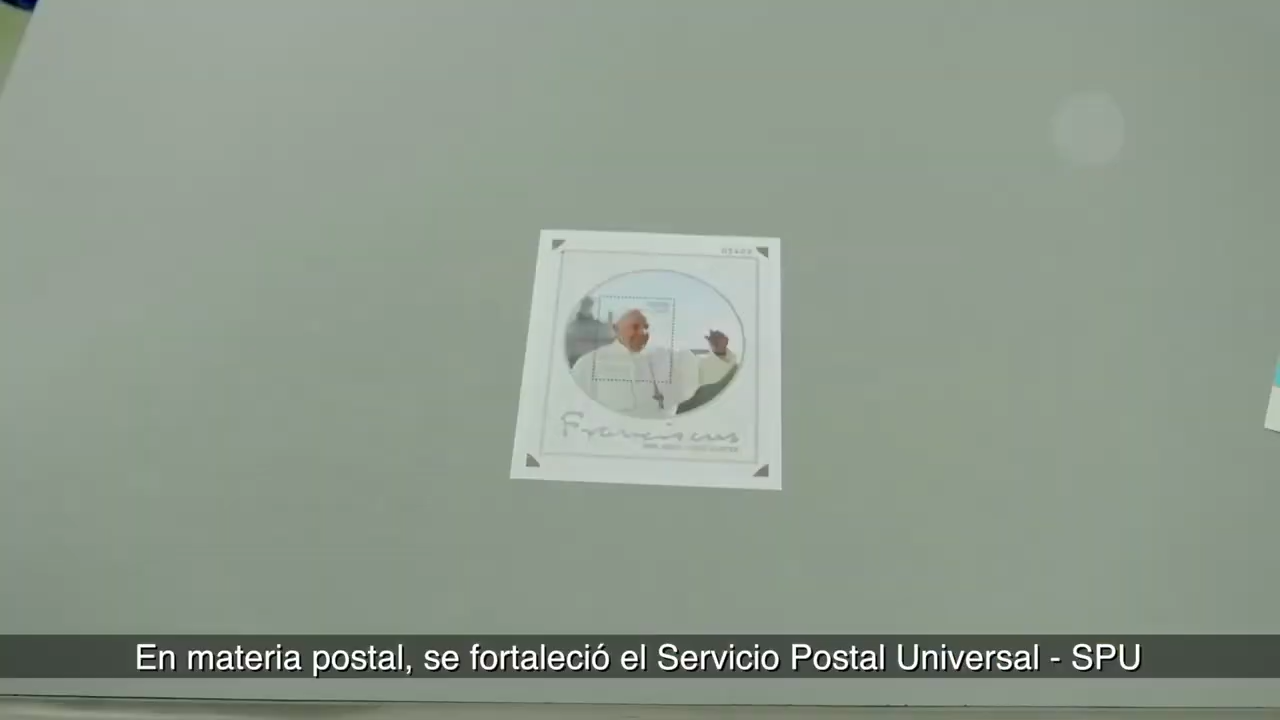 Franciscus
En materia postal, se fortaleció el Servicio Postal Universal - SPU